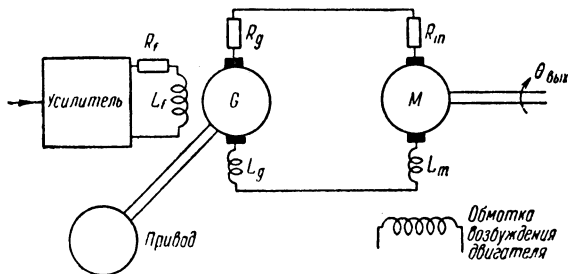 R_f
R_g
R_m
θ_вых
Усилитель
L_f
G
M
L_g
L_m
Привод
Обмотка
возбуждения
двигателя